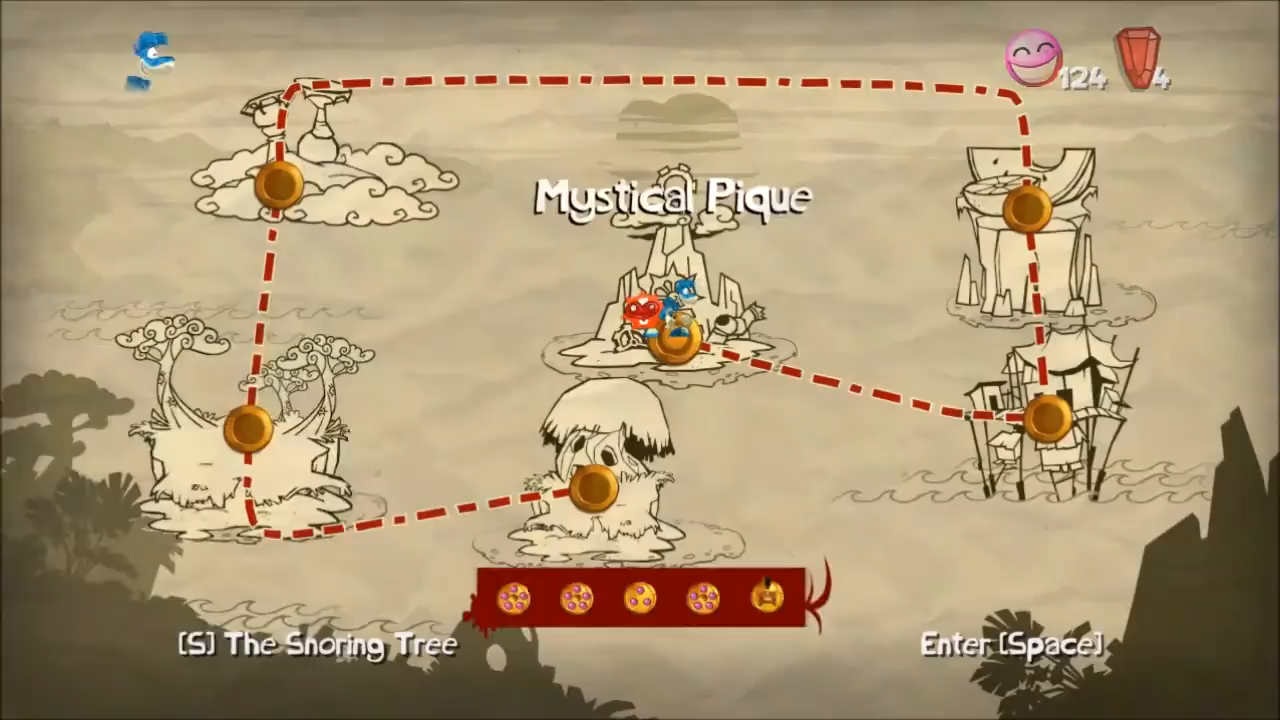 124
4
Mystical Pique
[S] The Snoring Tree
Enter [Space]